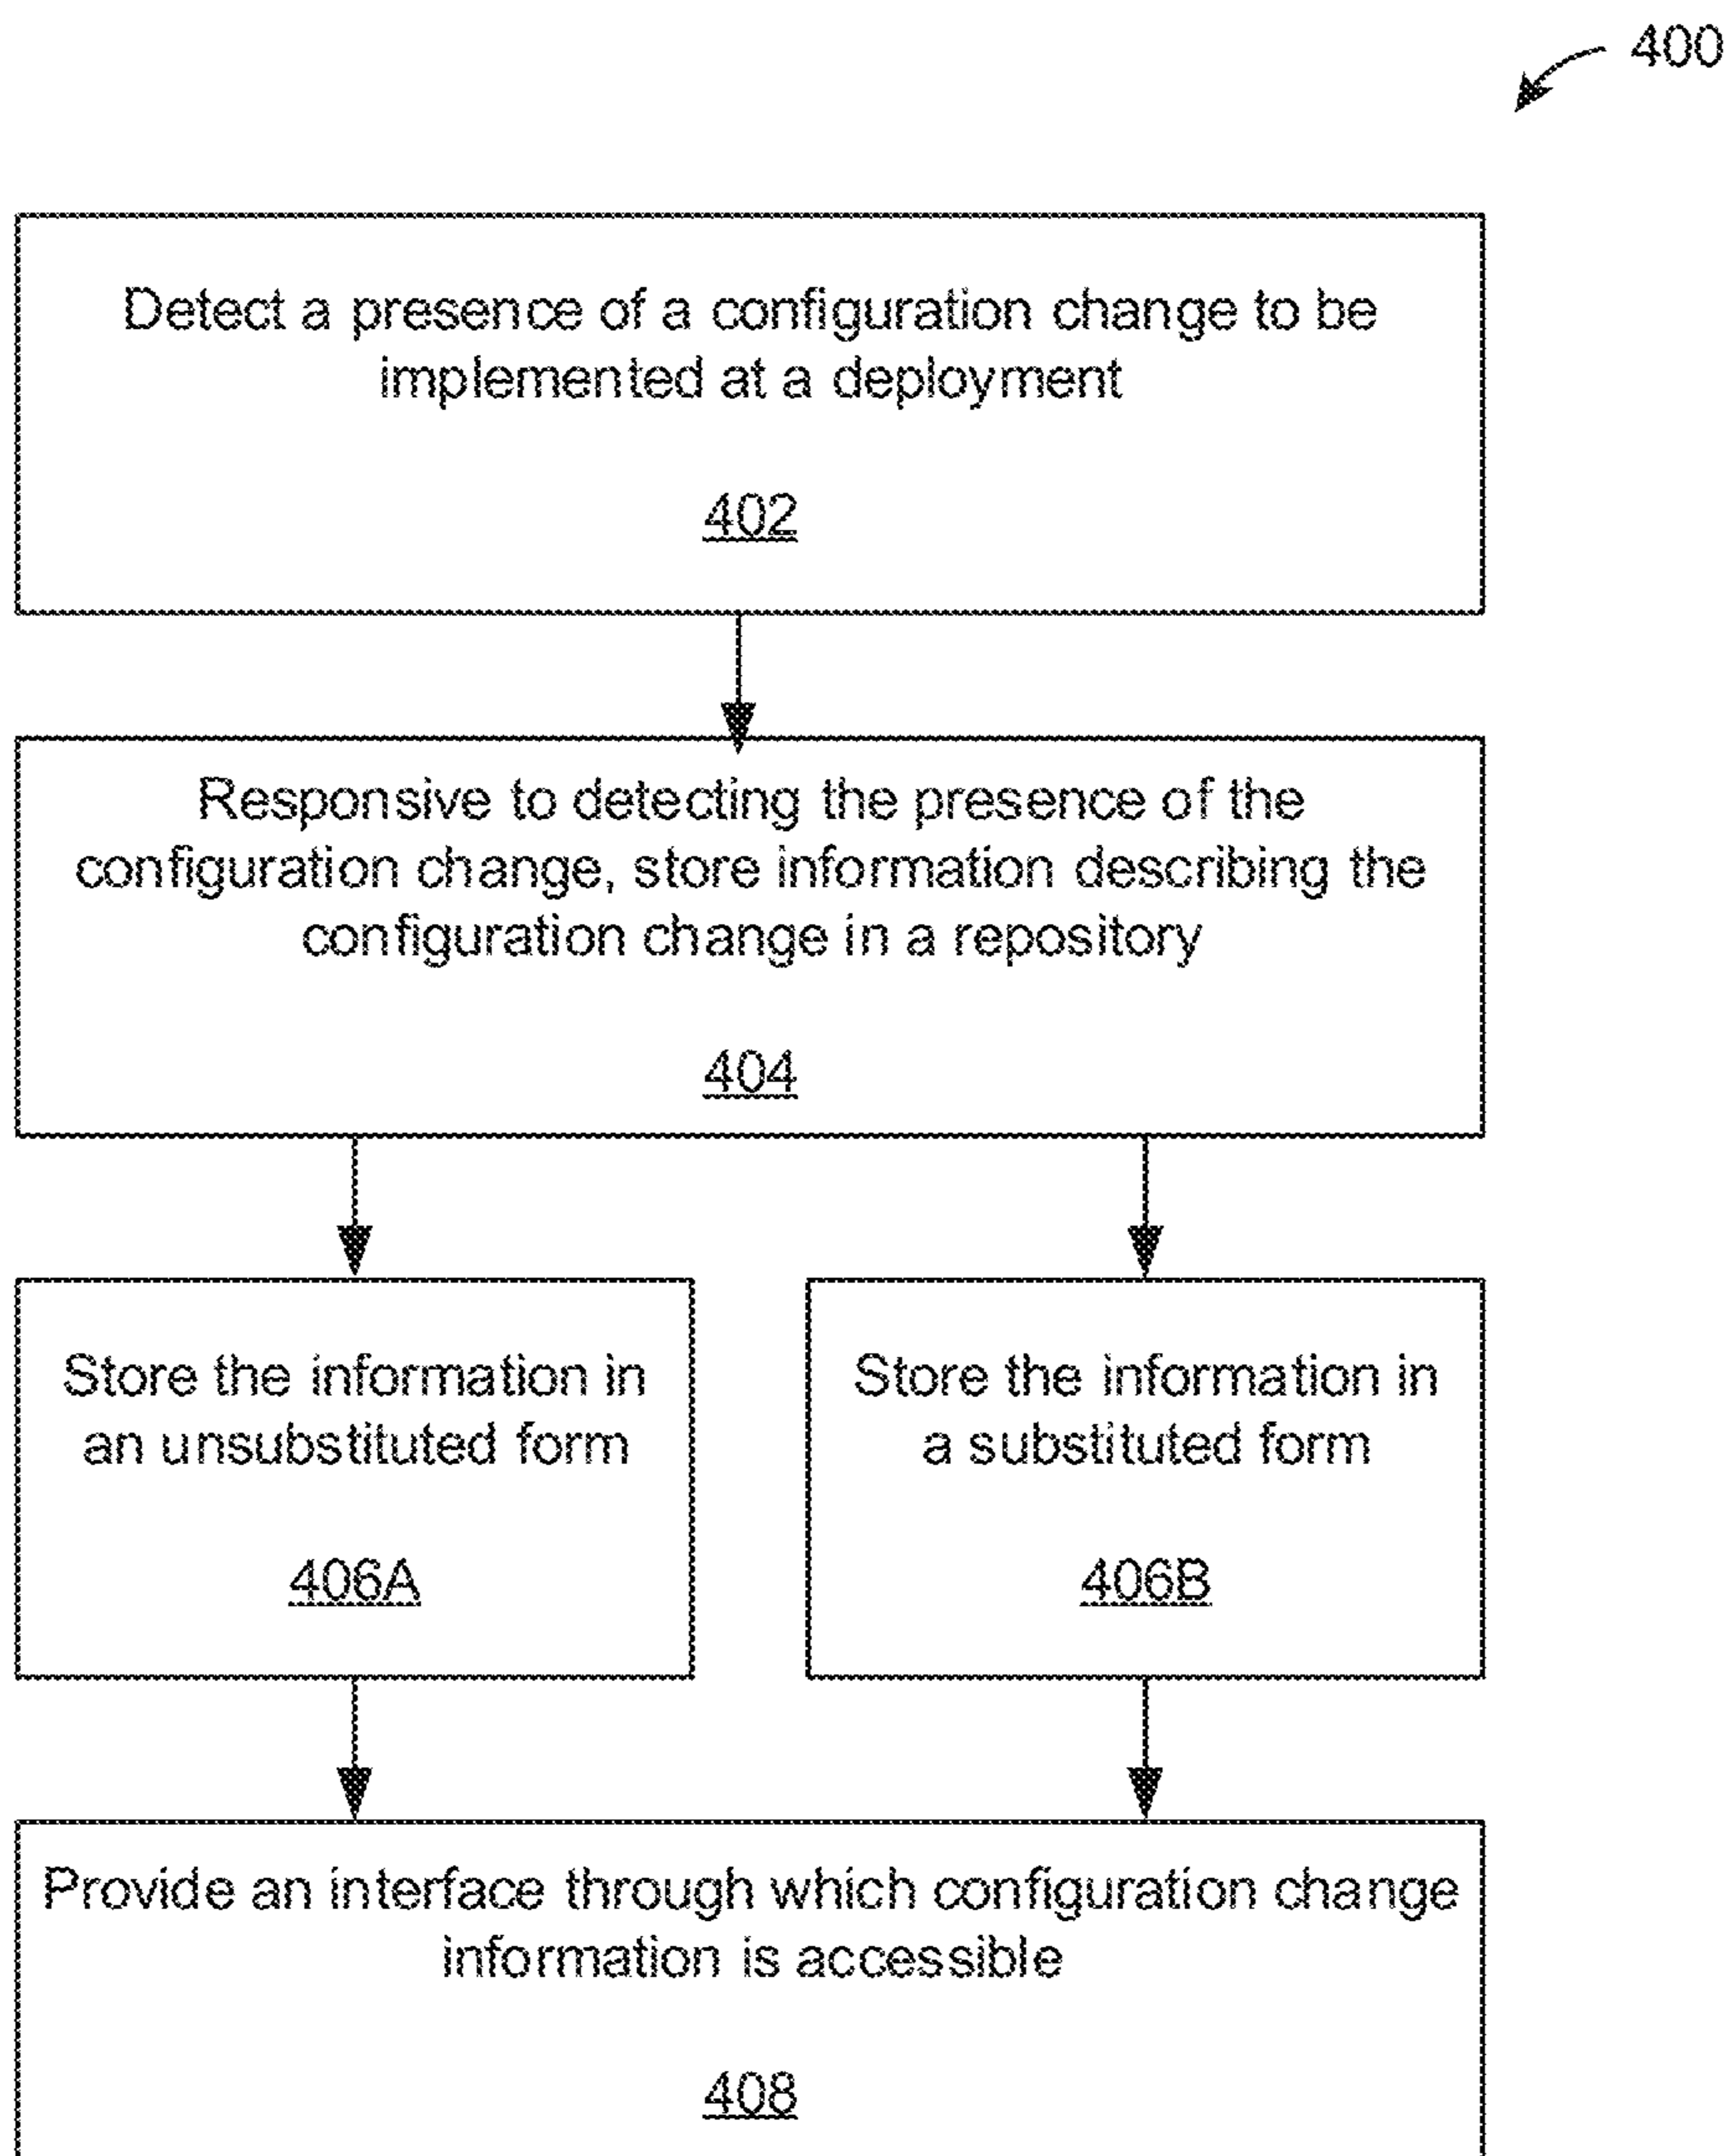 400
Detect a presence of a configuration change to be
implemented at a deployment
402
Responsive to detecting the presence of the
configuration change, store information describing the
configuration change in a repository
404
Store the information in
an unsubstituted form
406A
Store the information in
a substituted form
406B
Provide an interface through which configuration change
information is accessible
408